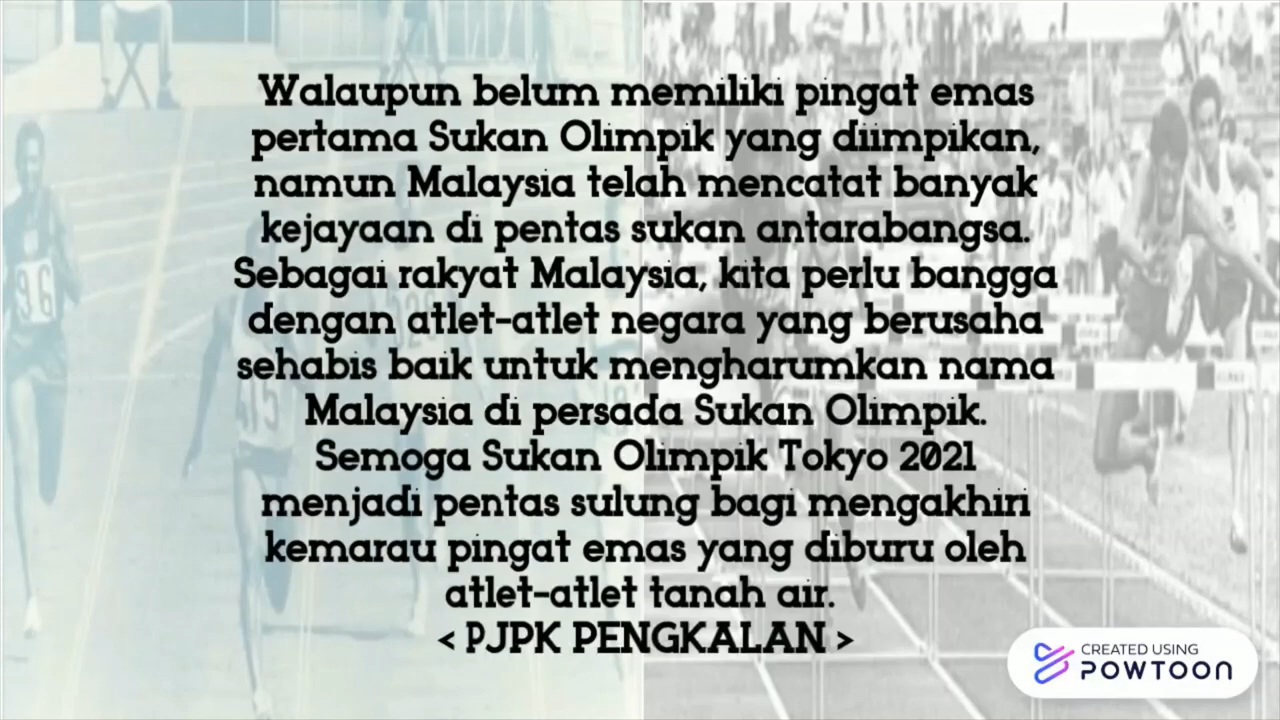 Walaupun belum memiliki pingat emas
pertama Sukan Olimpik yang diimpikan,
namun Malaysia telah mencatat banyak
kejayaan di pentas sukan antarabangsa.
Sebagai rakyat Malaysia, kita perlu bangga
dengan atlet-atlet negara yang berusaha
sehabis baik untuk mengharumkan nama
Malaysia di persada Sukan Olimpik.
Semoga Sukan Olimpik Tokyo 2021
menjadi pentas sulung bagi mengakhiri
kemarau pingat emas yang diburu oleh
atlet-atlet tanah air.
< PJPK PENGKALAN >
CREATED USING
POWTOON